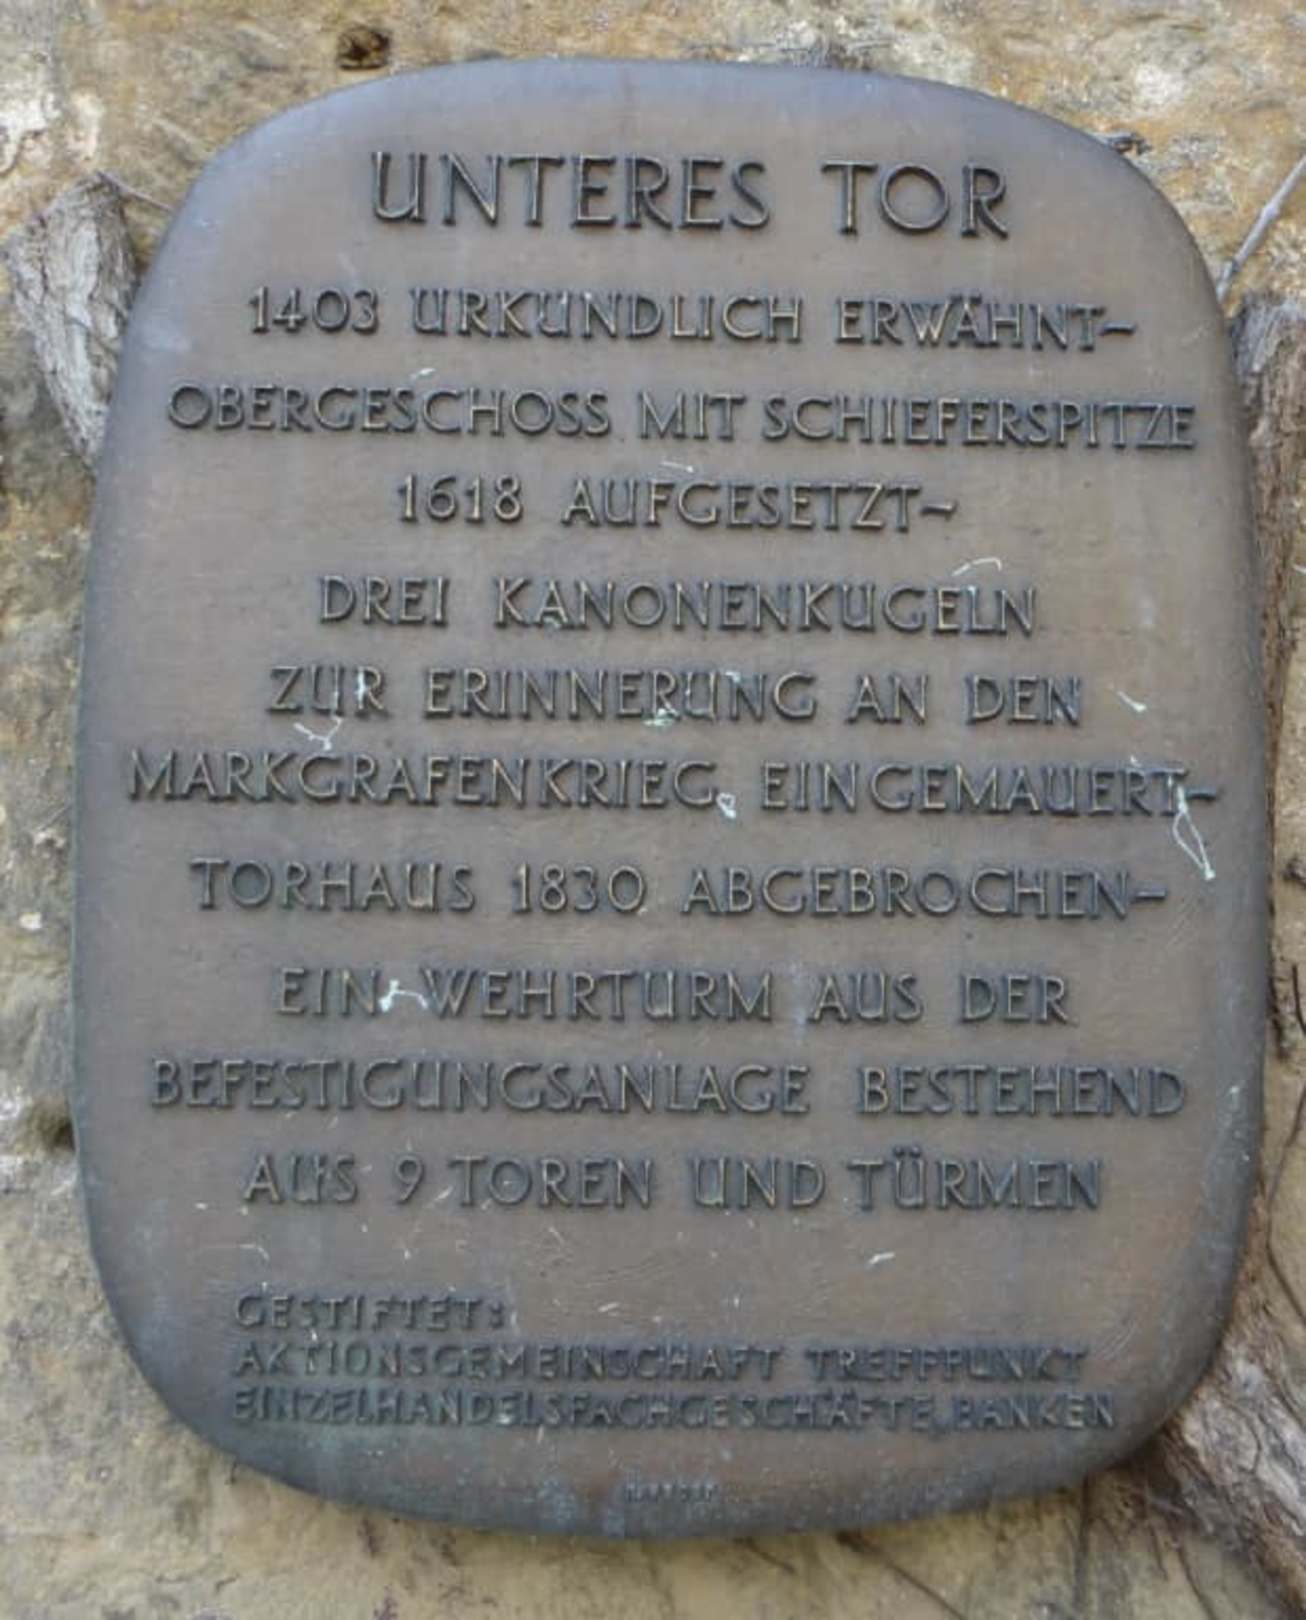 UNTERES TOR
1403 URKUNDLICH ERWÄHNT-
OBERGESCHOSS MIT SCHIEFERSPITZE
1618 AUFGESETZT-
DREI KANONENKUGELN
ZUR ERINNERUNG AN DEN
MARKGRAFENKRIEG EINGEMAUERT-
TORHAUS 1830 ABGEBROCHEN-
EIN WEHRTURM AUS DER
BEFESTIGUNGSANLAGE BESTEHEND
AUS 9 TOREN UND TÜRMEN
GESTIFTET:
AKTIONSGEMEINSCHAFT TREFFPUNKT
EINZELHANDELSFACHGESCHÄFTE, BANKEN